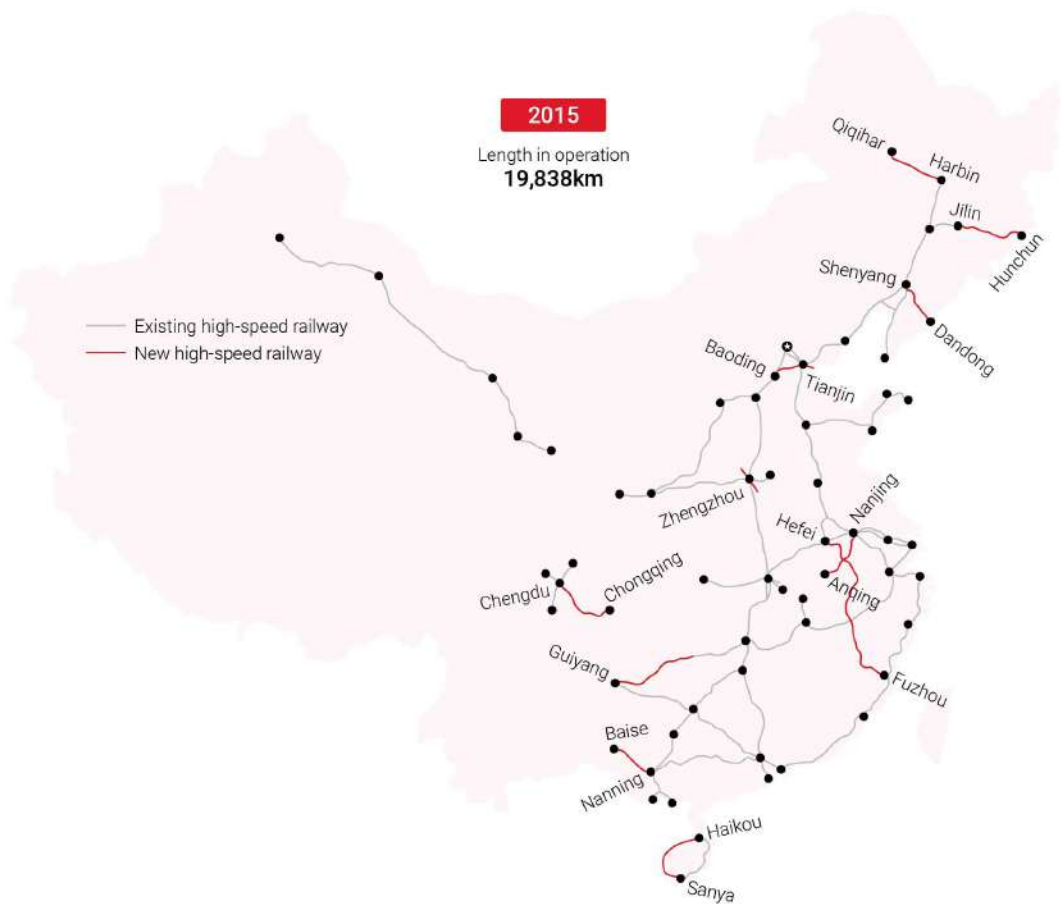 2015
Length in operation
19,838km
Qiqihar
Harbin
Jilin
Hunchun
Shenyang
Dandong
Existing high-speed railway
New high-speed railway
Baoding
Tianjin
Zhengzhou
Nanjing
Hefei
Anqing
Chengdu
Chongqing
Guiyang
Fuzhou
Baise
Nanning
Haikou
Sanya